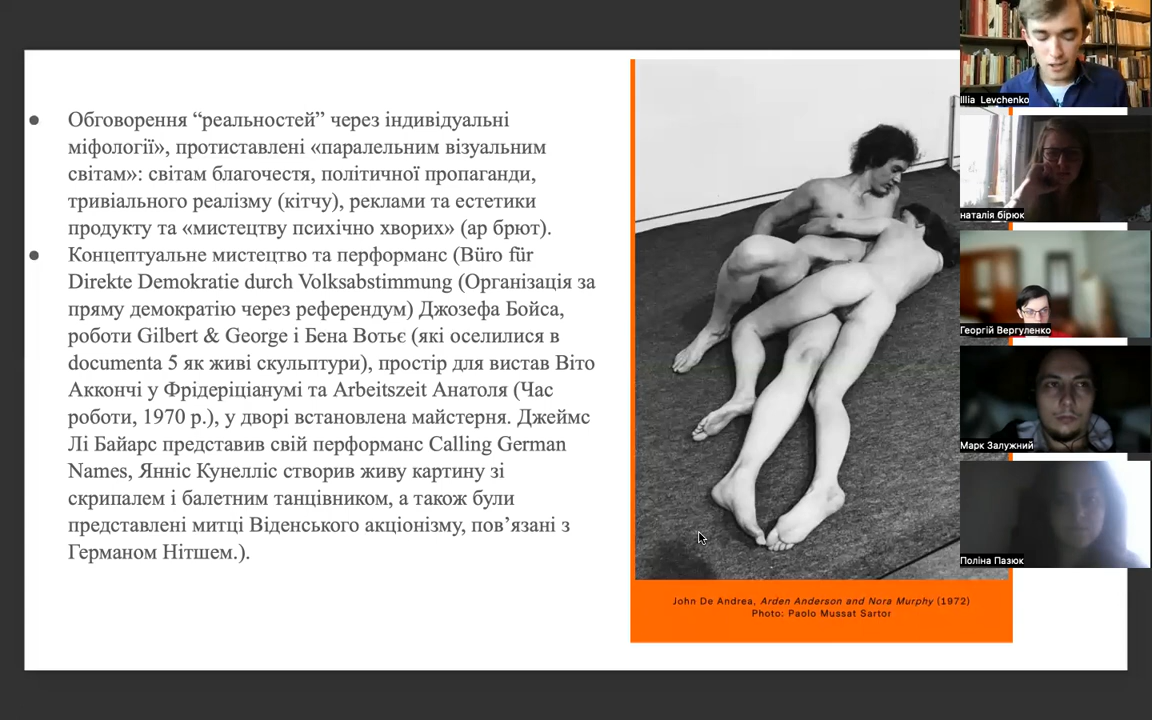 ● Обговорення “реальностей” через індивідуальні
міфології», протиставлені «паралельним візуальним
світам»: світам благочестя, політичної пропаганди,
тривіального реалізму (кітчу), реклами та естетики
продукту та «мистецтву психічно хворих» (ар брют).
● Концептуальне мистецтво та перформанс (Büro für
Direkte Demokratie durch Volksabstimmung (Організація за
пряму демократію через референдум) Джозефа Бойса,
роботи Gilbert & George і Бена Вотьє (які оселилися в
documenta 5 як живі скульптури), простір для вистав Віто
Аккончі у Фрідеріціанумі та Arbeitszeit Анатоля (Час
роботи, 1970 р.), у дворі встановлена майстерня. Джеймс
Лі Байарс представив свій перформанс Calling German
Names, Янніс Кунелліс створив живу картину зі
скрипалем і балетним танцівником, а також були
представлені митці Віденського акціонізму, пов’язані з
Германом Нітшем.).
John De Andrea, Arden Anderson and Nora Murphy (1972)
Photo: Paolo Mussat Sartor
Illia Levchenko
наталія бірюк
Георгій Вергуленко
Марк Залужний
Поліна Пазюк